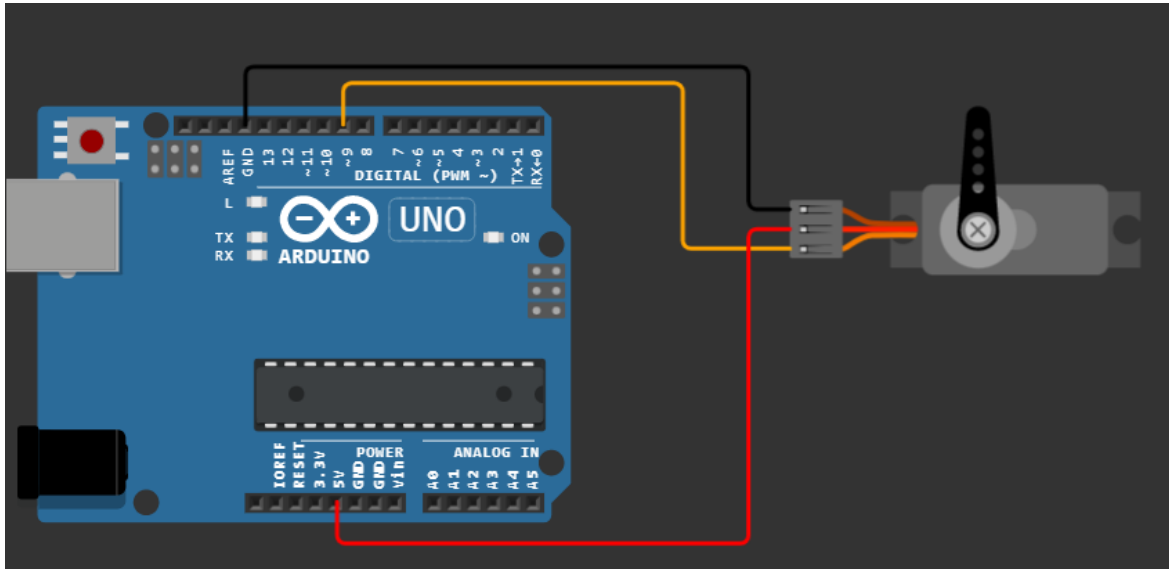 AREF
GND
13
12
~11
~10
~9
8
7
~6
~5
4
~3
2
TX→1
RX←0
DIGITAL (PWM ~)
L
UNO
TX
RX
ON
ARDUINO
POWER
ANALOG IN
IOREF
RESET
3.3V
5V
GND
GND
Vin
A0
A1
A2
A3
A4
A5